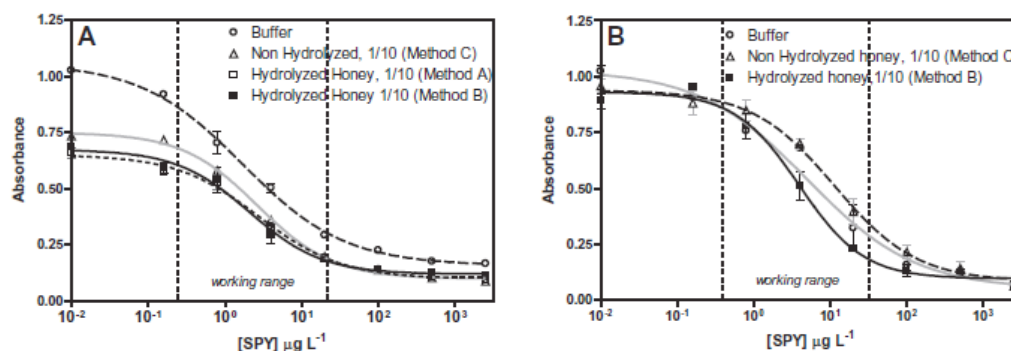 A
Buffer
Non Hydrolyzed, 1/10 (Method C)
Hydrolyzed Honey, 1/10 (Method A)
Hydrolyzed Honey 1/10 (Method B)
Absorbance
1.25
1.00
0.75
0.50
0.25
0.00
working range
10-2 10-1 100 101 102 103
[SPY] μg L-1
B
Buffer
Non Hydrolyzed honey, 1/10 (Method C)
Hydrolyzed honey 1/10 (Method B)
Absorbance
1.25
1.00
0.75
0.50
0.25
0.00
working range
10-2 10-1 100 101 102 103
[SPY] μg L-1